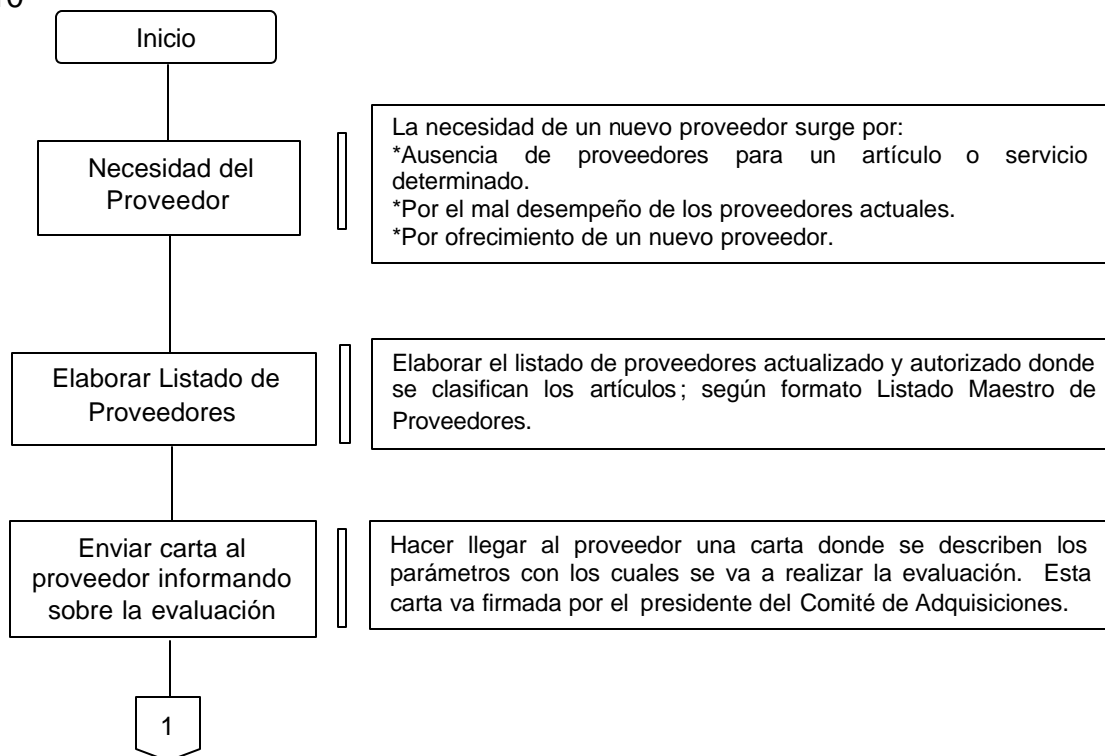 Inicio
Necesidad del
Proveedor
La necesidad de un nuevo proveedor surge por:
*Ausencia de proveedores para un artículo o servicio
determinado.
*Por el mal desempeño de los proveedores actuales.
*Por ofrecimiento de un nuevo proveedor.
Elaborar Listado de
Proveedores
Elaborar el listado de proveedores actualizado y autorizado donde
se clasifican los artículos; según formato Listado Maestro de
Proveedores.
Enviar carta al
proveedor informando
sobre la evaluación
Hacer llegar al proveedor una carta donde se describen los
parámetros con los cuales se va a realizar la evaluación. Esta
carta va firmada por el presidente del Comité de Adquisiciones.
1